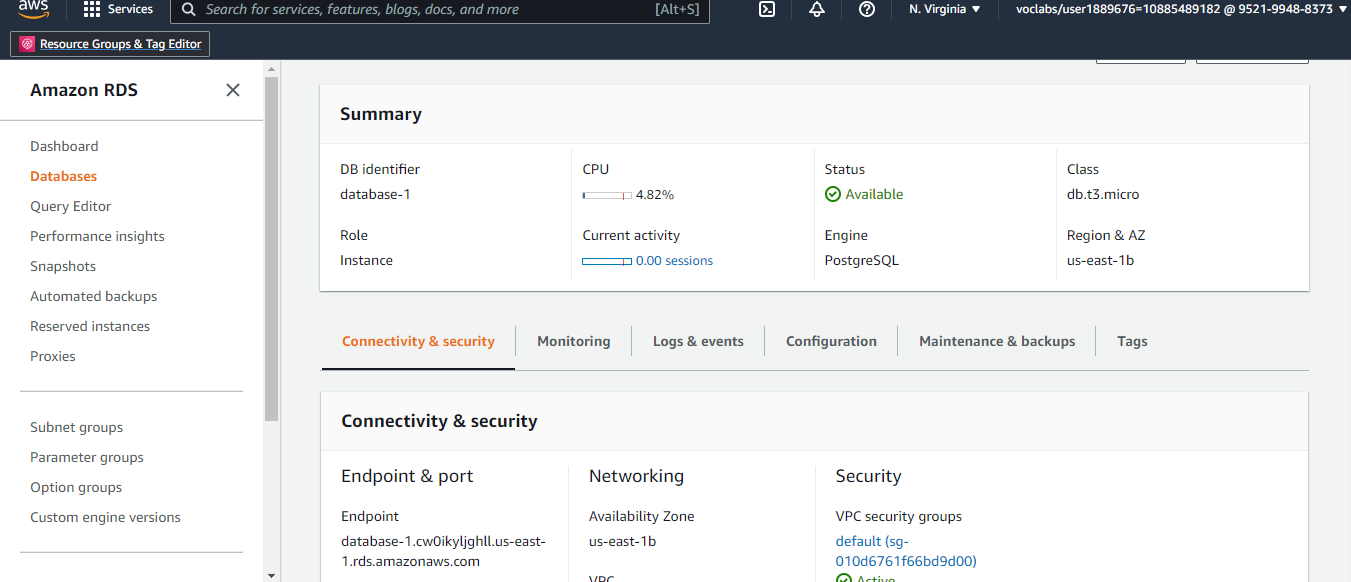 aws
Services
Search for services, features, blogs, docs, and more
[Alt+S]
N. Virginia
voclabs/user1889676=10885489182 @ 9521-9948-8373
Resource Groups & Tag Editor
Amazon RDS
Dashboard
Databases
Query Editor
Performance insights
Snapshots
Automated backups
Reserved instances
Proxies
Subnet groups
Parameter groups
Option groups
Custom engine versions
Summary
DB identifier
database-1
CPU
4.82%
Status
Available
Class
db.t3.micro
Role
Instance
Current activity
0.00 sessions
Engine
PostgreSQL
Region & AZ
us-east-1b
Connectivity & security
Monitoring
Logs & events
Configuration
Maintenance & backups
Tags
Connectivity & security
Endpoint & port
Endpoint
database-1.cw0ikyljghll.us-east-
1.rds.amazonaws.com
Networking
Availability Zone
us-east-1b
VPC
Security
VPC security groups
default (sg-
010d6761f66bd9d00)
Active